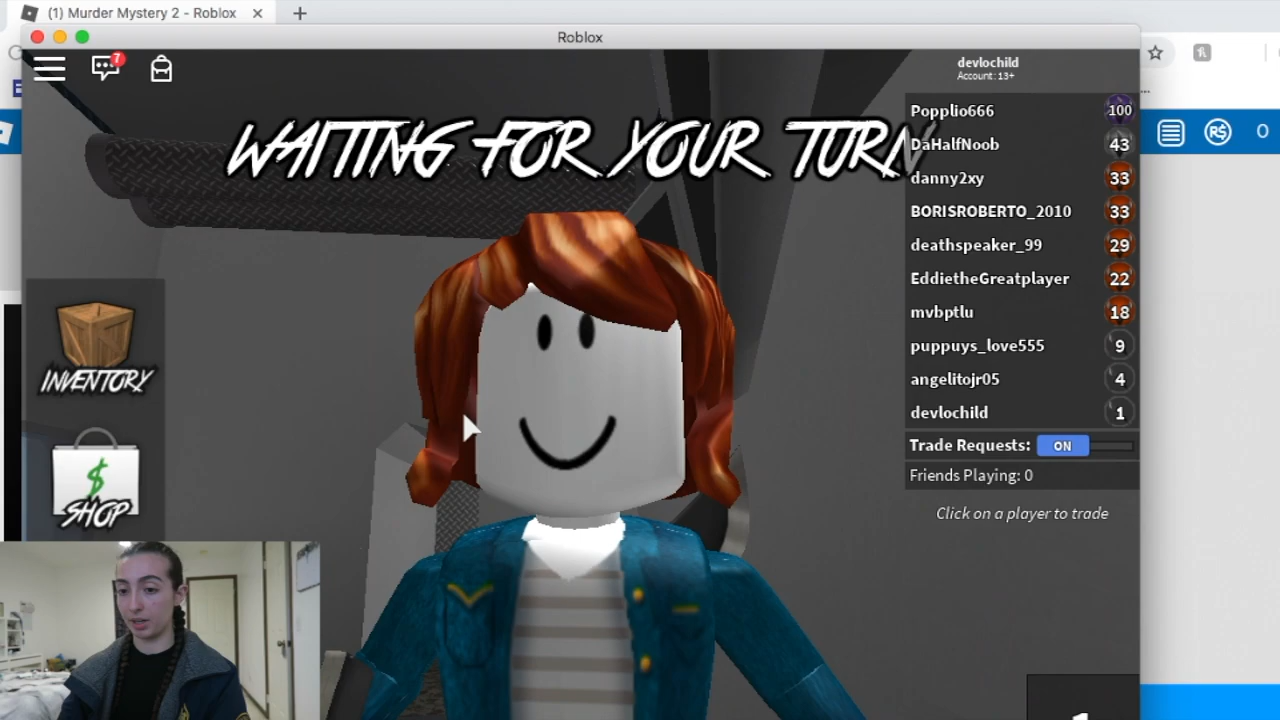 (1) Murder Mystery 2 - Roblox
Roblox
7
devlochild
Account: 13+
WAITING FOR YOUR TURN
Popplio666 100
DaHalfNoob 43
danny2xy 33
BORISROBERTO_2010 33
deathspeaker_99 29
EddietheGreatplayer 22
mvbptlu 18
puppuys_love555 9
angelitojr05 4
devlochild 1
Trade Requests: ON
Friends Playing: 0
Click on a player to trade
INVENTORY
$
SHOP
R$ 0